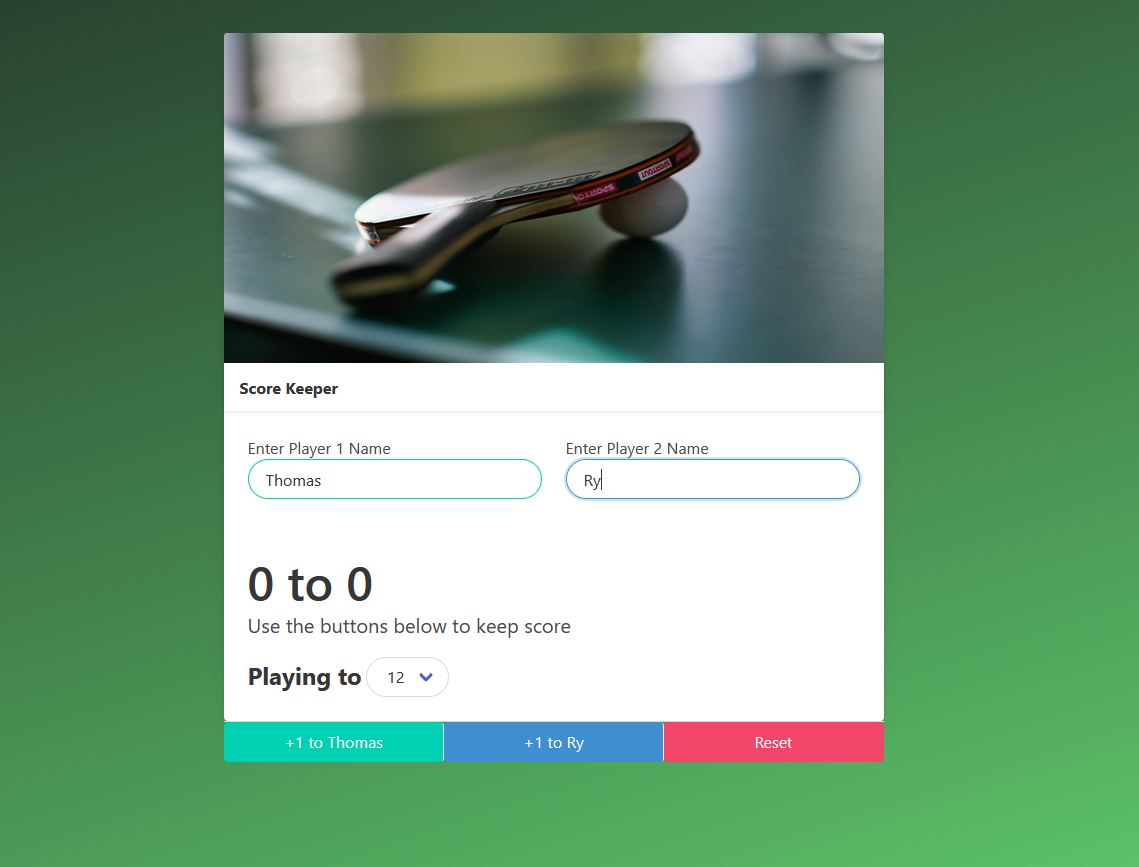 SPORTOUT
Score Keeper
Enter Player 1 Name
Enter Player 2 Name
Thomas
Ry
0 to 0
Use the buttons below to keep score
Playing to 12
+1 to Thomas
+1 to Ry
Reset